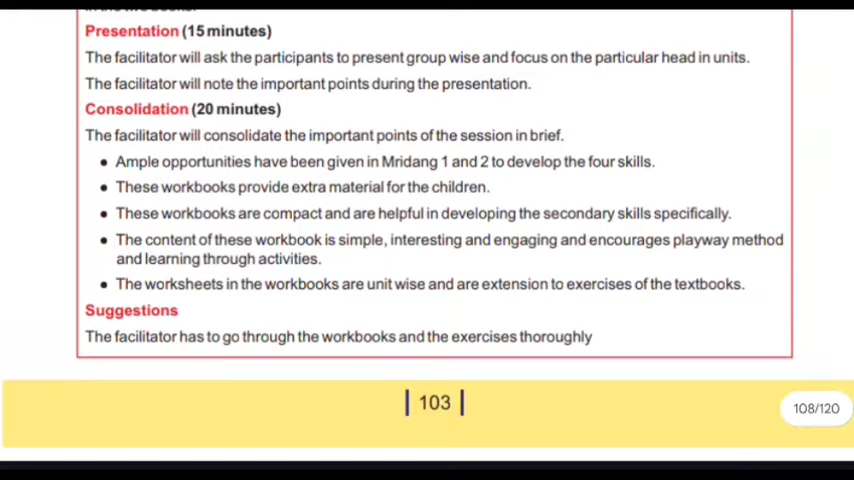 Presentation (15 minutes)
The facilitator will ask the participants to present group wise and focus on the particular head in units.
The facilitator will note the important points during the presentation.
Consolidation (20 minutes)
The facilitator will consolidate the important points of the session in brief.
• Ample opportunities have been given in Mridang 1 and 2 to develop the four skills.
• These workbooks provide extra material for the children.
• These workbooks are compact and are helpful in developing the secondary skills specifically.
• The content of these workbook is simple, interesting and engaging and encourages playway method
and learning through activities.
• The worksheets in the workbooks are unit wise and are extension to exercises of the textbooks.
Suggestions
The facilitator has to go through the workbooks and the exercises thoroughly
| 103 |
108/120